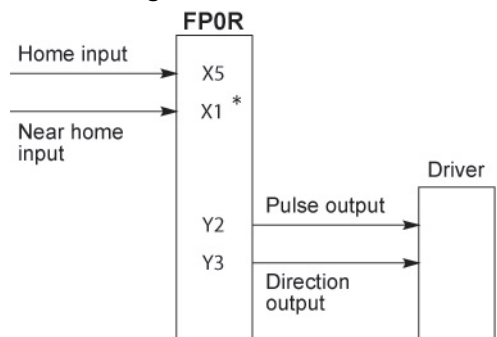 FP0R
Home input
X5
X1 *
Near home
input
Driver
Pulse output
Y2
Y3
Direction
output